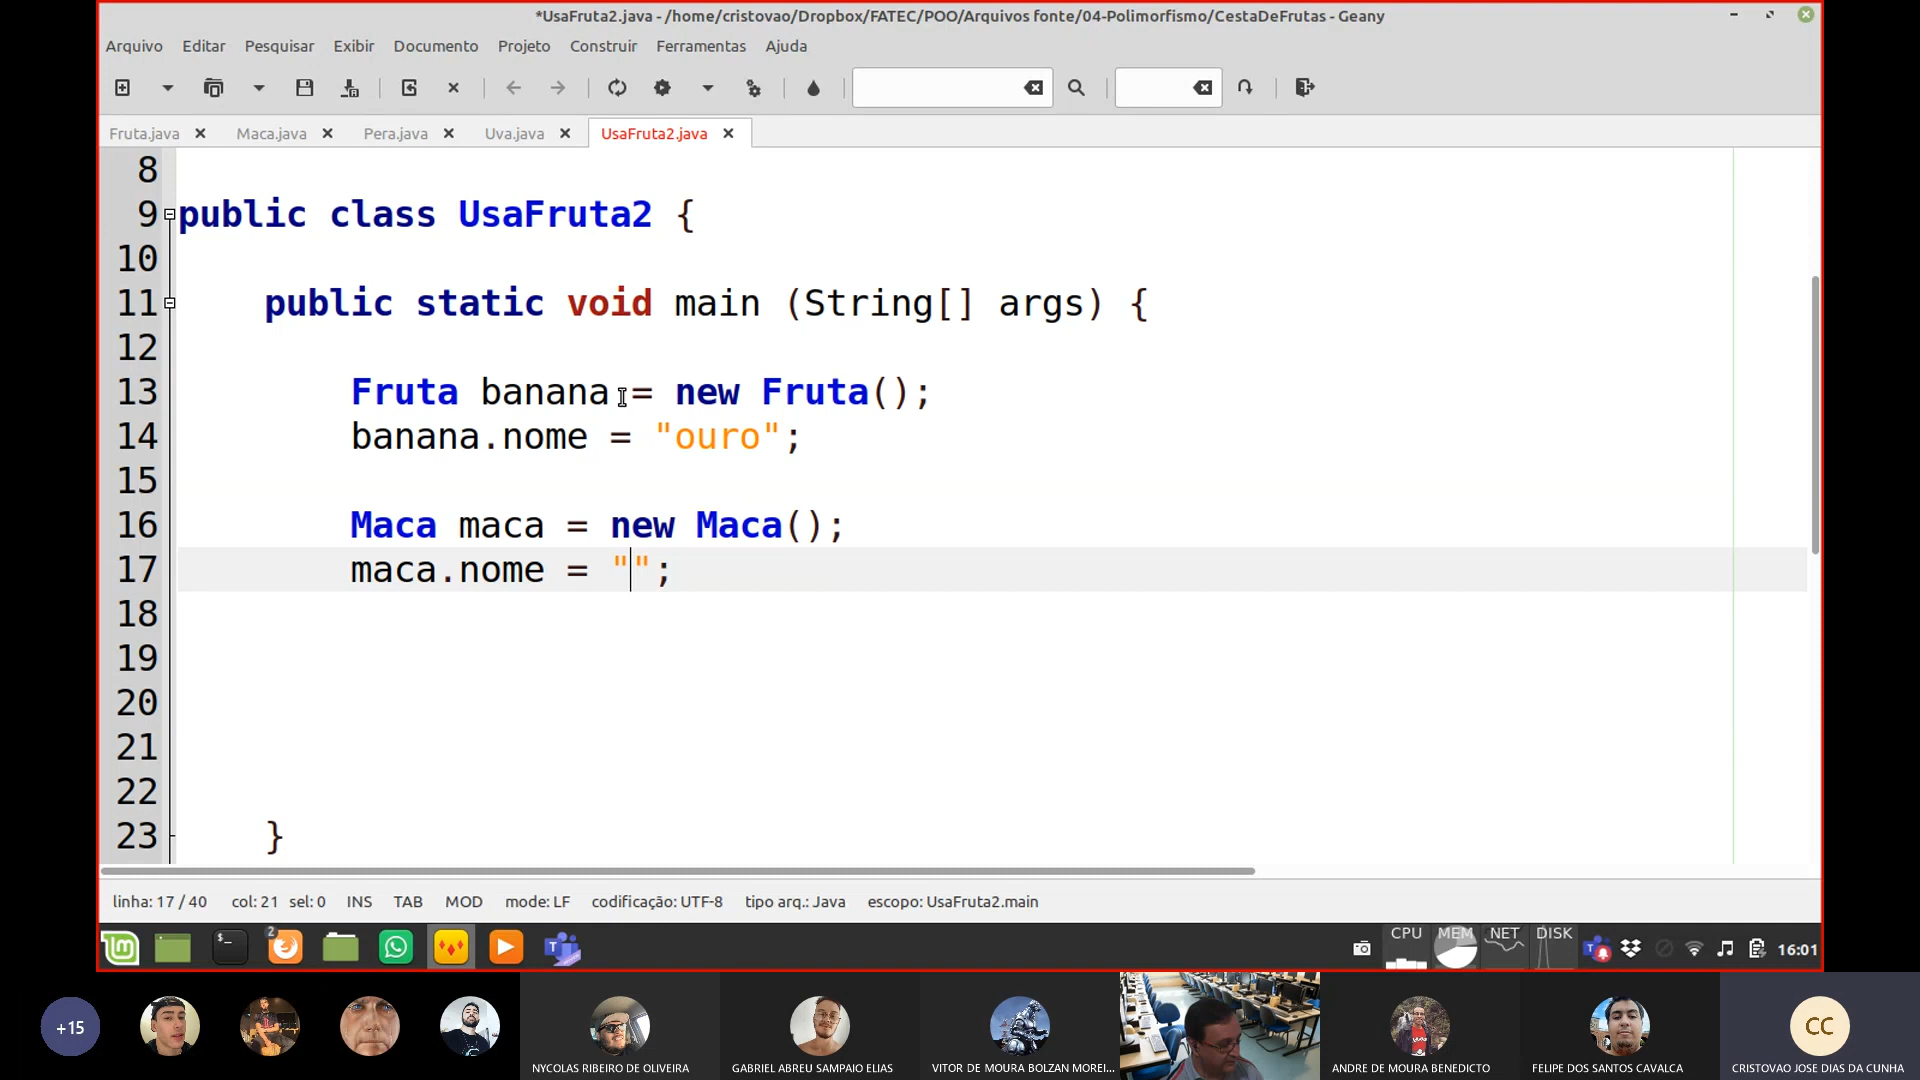 *UsaFruta2.java - /home/cristovao/Dropbox/FATEC/POO/Arquivos fonte/04-Polimorfismo/CestaDeFrutas - Geany
Arquivo Editar Pesquisar Exibir Documento Projeto Construir Ferramentas Ajuda
Fruta.java Maca.java Pera.java Uva.java UsaFruta2.java
8
9 public class UsaFruta2 {
10
11 public static void main (String[] args) {
12
13 Fruta banana = new Fruta();
14 banana.nome = "ouro";
15
16 Maca maca = new Maca();
17 maca.nome = "";
18
19
20
21
22
23 }
linha: 17 / 40 col: 21 sel: 0 INS TAB MOD mode: LF codificação: UTF-8 tipo arq.: Java escopo: UsaFruta2.main
2 CPU MEM NET DISK 16:01
+15 CC
NYCOLAS RIBEIRO DE OLIVEIRA GABRIEL ABREU SAMPAIO ELIAS VITOR DE MOURA BOLZAN MOREI... ANDRE DE MOURA BENEDICTO FELIPE DOS SANTOS CAVALCA CRISTOVAO JOSE DIAS DA CUNHA